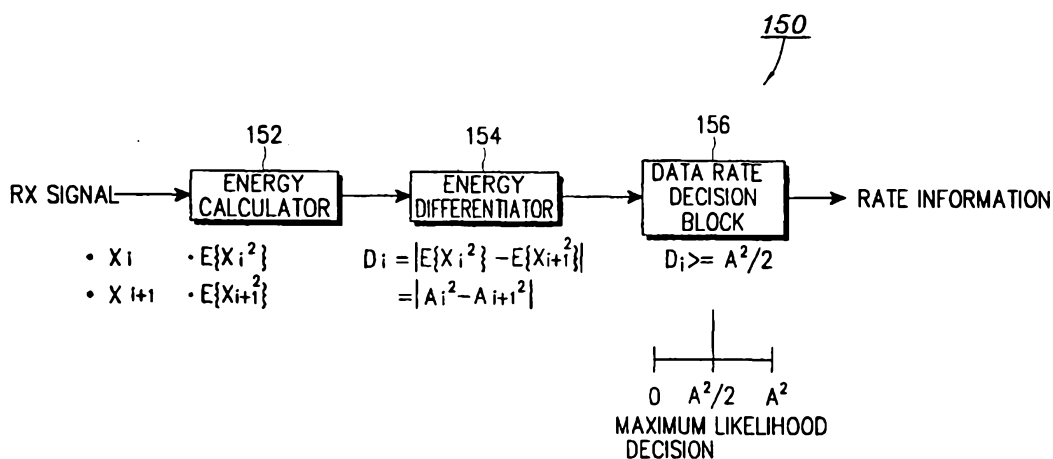 150
152
154
156
RX SIGNAL
ENERGY
CALCULATOR
ENERGY
DIFFERENTIATOR
DATA RATE
DECISION
BLOCK
RATE INFORMATION
• Xi
• E{Xi²}
Di = |E{Xi²} - E{Xi+1²}|
Di >= A²/2
• Xi+1
• E{Xi+1²}
= |Ai² - Ai+1²|
0 A²/2 A²
MAXIMUM LIKELIHOOD
DECISION